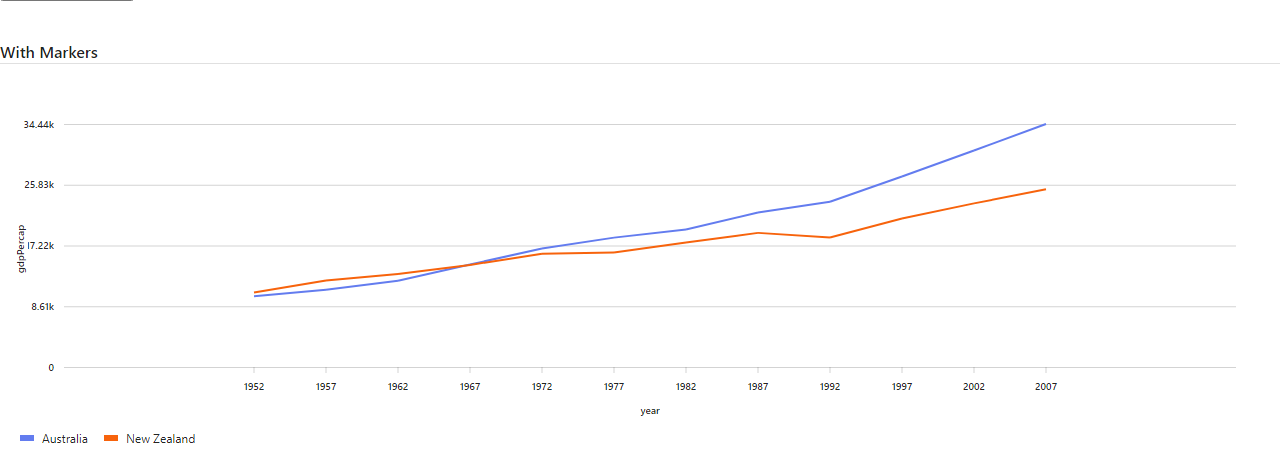 With Markers
34.44k
25.83k
17.22k
8.61k
0
gdpPercap
1952 1957 1962 1967 1972 1977 1982 1987 1992 1997 2002 2007
year
Australia New Zealand